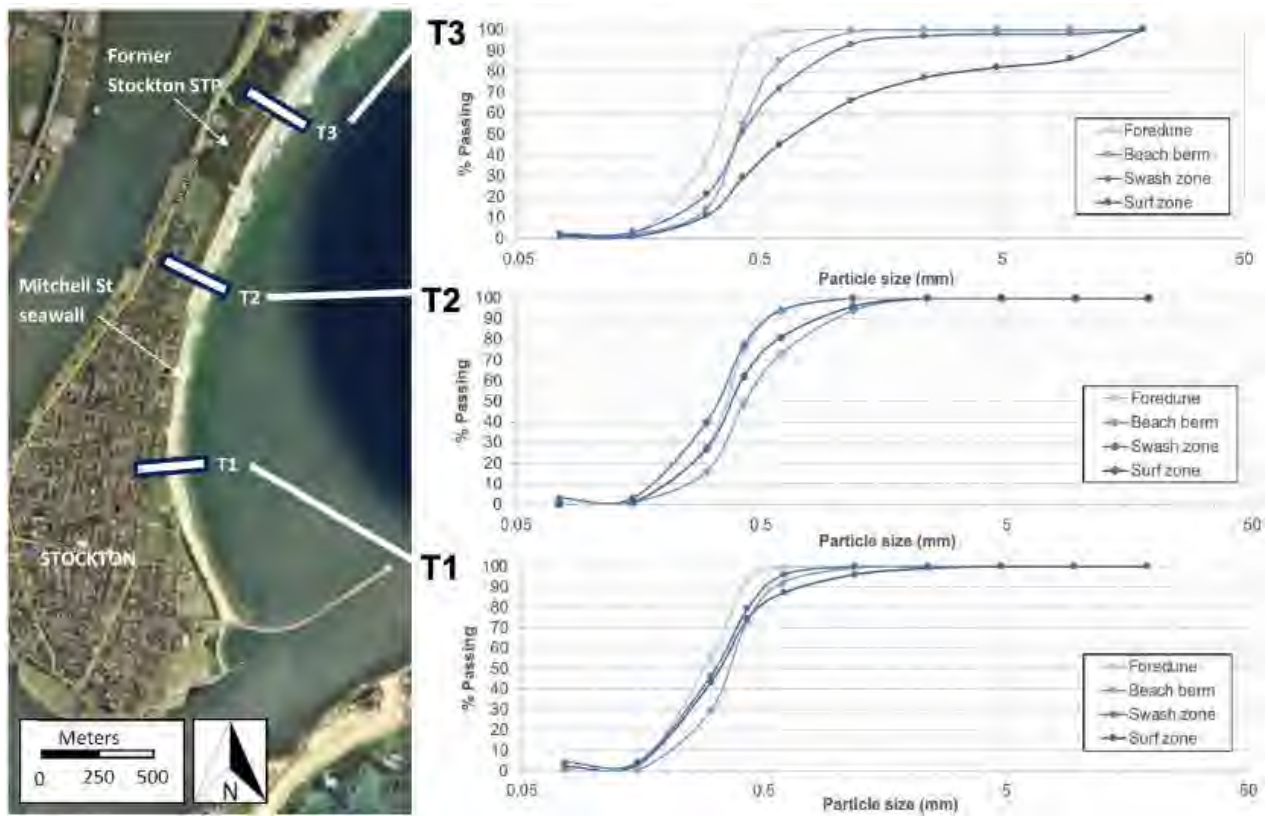 Former
Stockton STP
T3
Mitchell St
seawall
T2
T1
STOCKTON
Meters
0 250 500
N
T3
% Passing
100
90
80
70
60
50
40
30
20
10
0
0.05 0.5 5 50
Particle size (mm)
Foredune
Beach berm
Swash zone
Surf zone
T2
% Passing
100
90
80
70
60
50
40
30
20
10
0
0.05 0.5 5 50
Particle size (mm)
Foredune
Beach berm
Swash zone
Surf zone
T1
% Passing
100
90
80
70
60
50
40
30
20
10
0
0.05 0.5 5 50
Particle size (mm)
Foredune
Beach berm
Swash zone
Surf zone